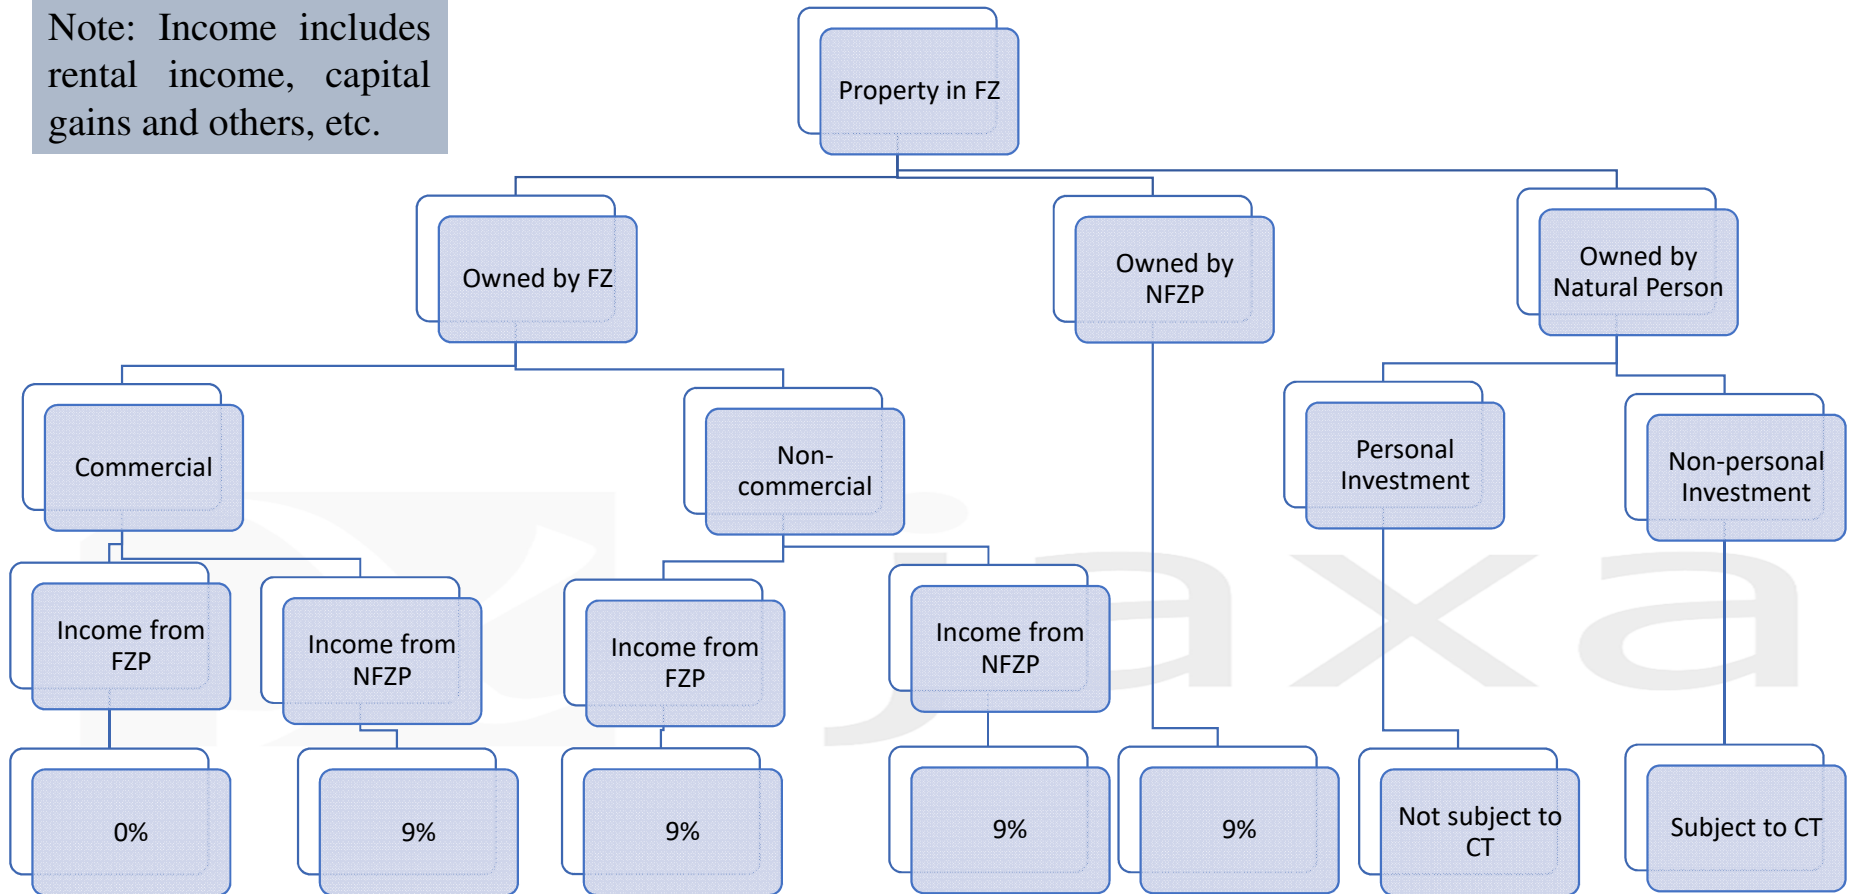 Note: Income includes
rental income, capital
gains and others, etc.
Property in FZ
Owned by FZ
Owned by
NFZP
Owned by
Natural Person
Commercial
Non-
commercial
Personal
Investment
Non-personal
Investment
Income from
FZP
Income from
NFZP
Income from
FZP
Income from
NFZP
0%
9%
9%
9%
9%
Not subject to
CT
Subject to CT
jaxa